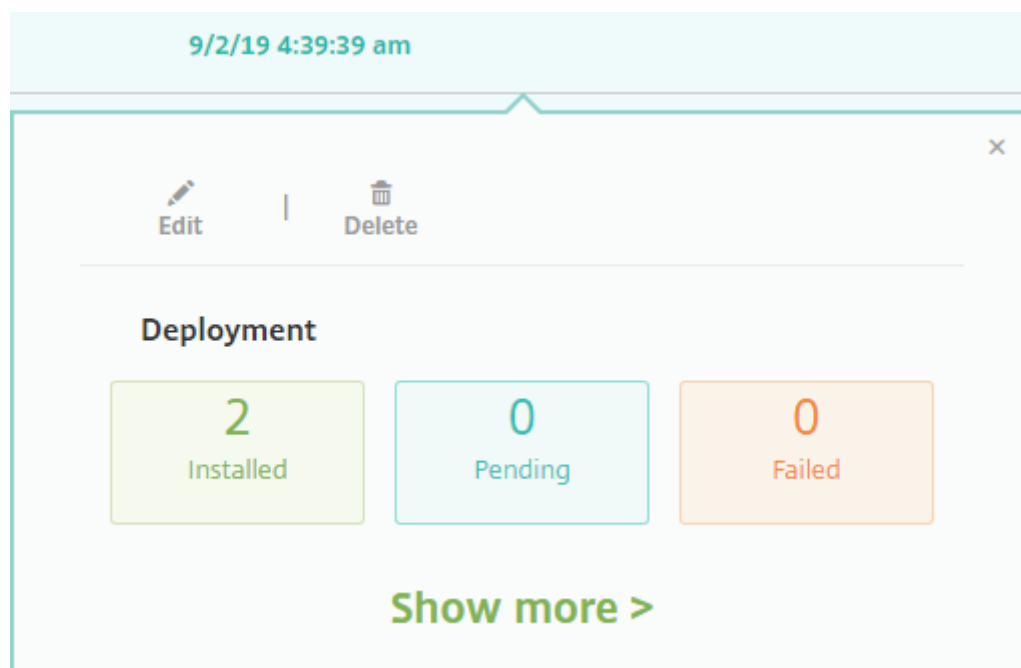 9/2/19 4:39:39 am
×
Edit | Delete
Deployment
2 0 0
Installed Pending Failed
Show more >